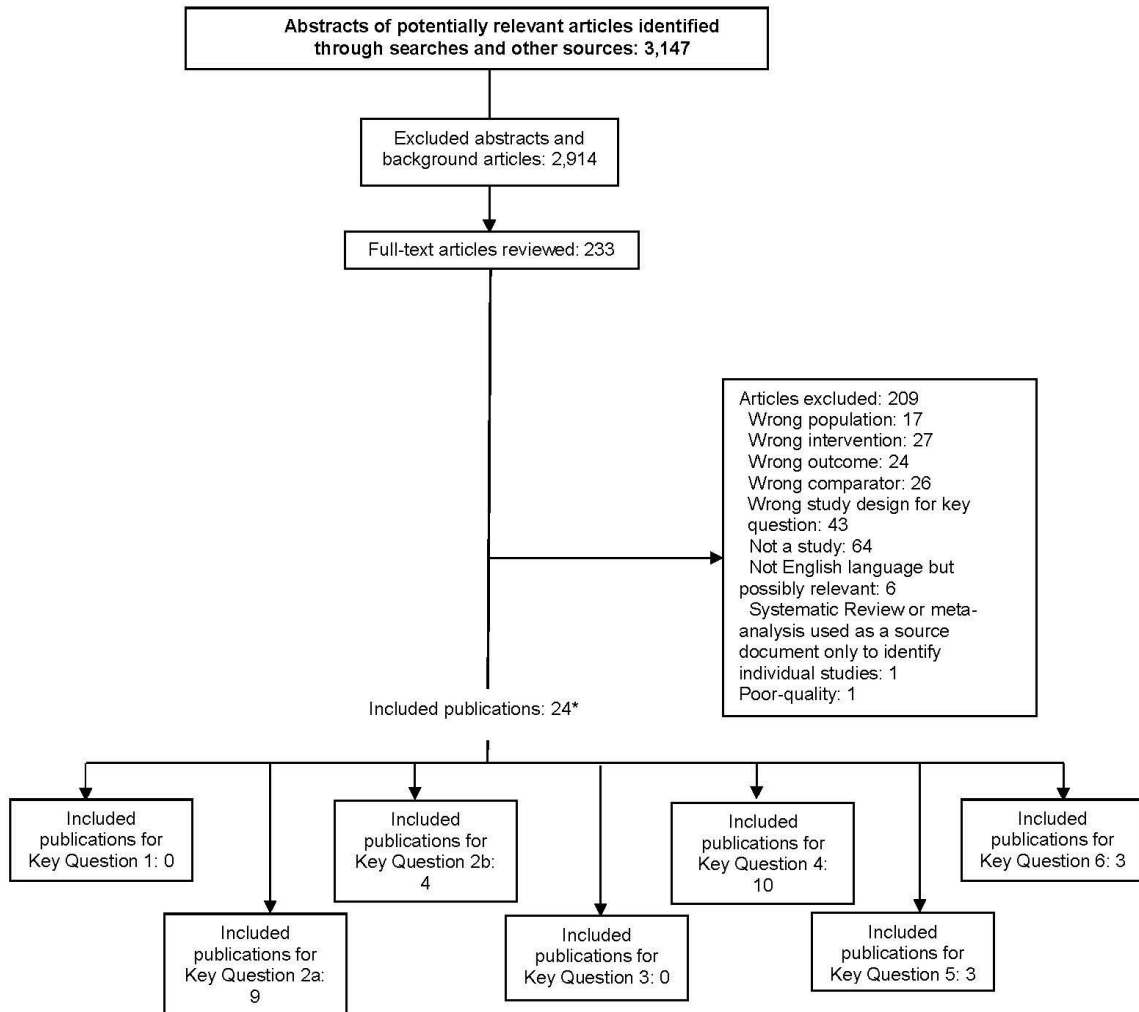 Abstracts of potentially relevant articles identified
through searches and other sources: 3,147
Excluded abstracts and
background articles: 2,914
Full-text articles reviewed: 233
Articles excluded: 209
Wrong population: 17
Wrong intervention: 27
Wrong outcome: 24
Wrong comparator: 26
Wrong study design for key
question: 43
Not a study: 64
Not English language but
possibly relevant: 6
Systematic Review or meta-
analysis used as a source
document only to identify
individual studies: 1
Poor-quality: 1
Included publications: 24*
Included
publications for
Key Question 1: 0
Included
publications for
Key Question 2a:
9
Included
publications for
Key Question 2b:
4
Included
publications for
Key Question 3: 0
Included
publications for
Key Question 4:
10
Included
publications for
Key Question 5: 3
Included
publications for
Key Question 6: 3